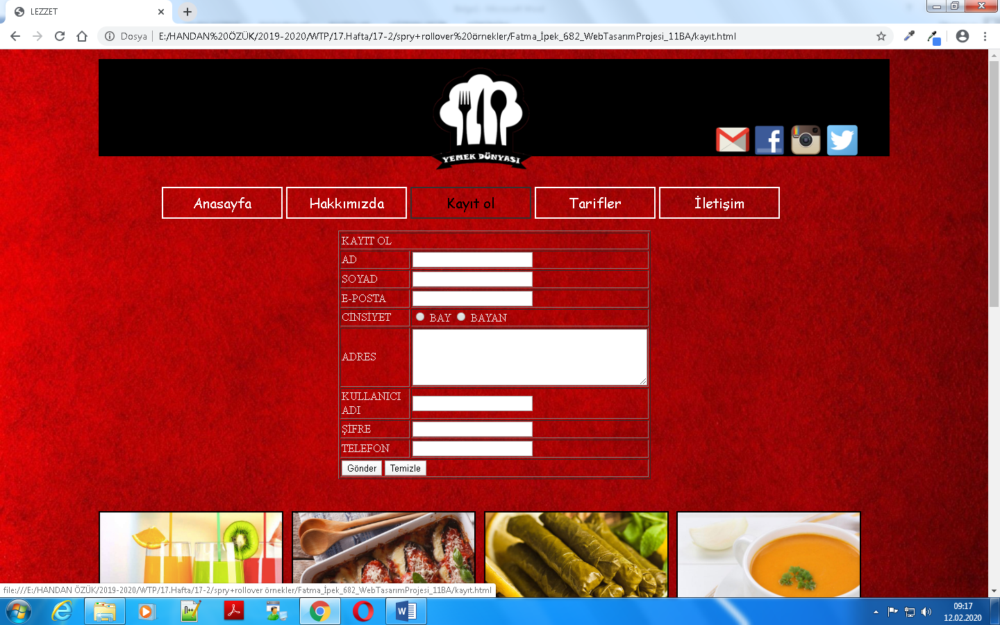 LEZZET
Dosya E:/HANDAN%20ÖZÜK/2019-2020/WTP/17.Hafta/17-2/spry+rollover%20örnekler/Fatma_İpek_682_WebTasarımProjesi_11BA/kayıt.html
YEMEK DÜNYASI
Anasayfa Hakkımızda Kayıt ol Tarifler İletişim
KAYIT OL
AD
SOYAD
E-POSTA
CİNSİYET BAY BAYAN
ADRES
KULLANICI
ADI
ŞİFRE
TELEFON
Gönder Temizle
file:///E:/HANDAN ÖZÜK/2019-2020/WTP/17.Hafta/17-2/spry+rollover örnekler/Fatma_İpek_682_WebTasarımProjesi_11BA/kayıt.html
09:17
12.02.2020